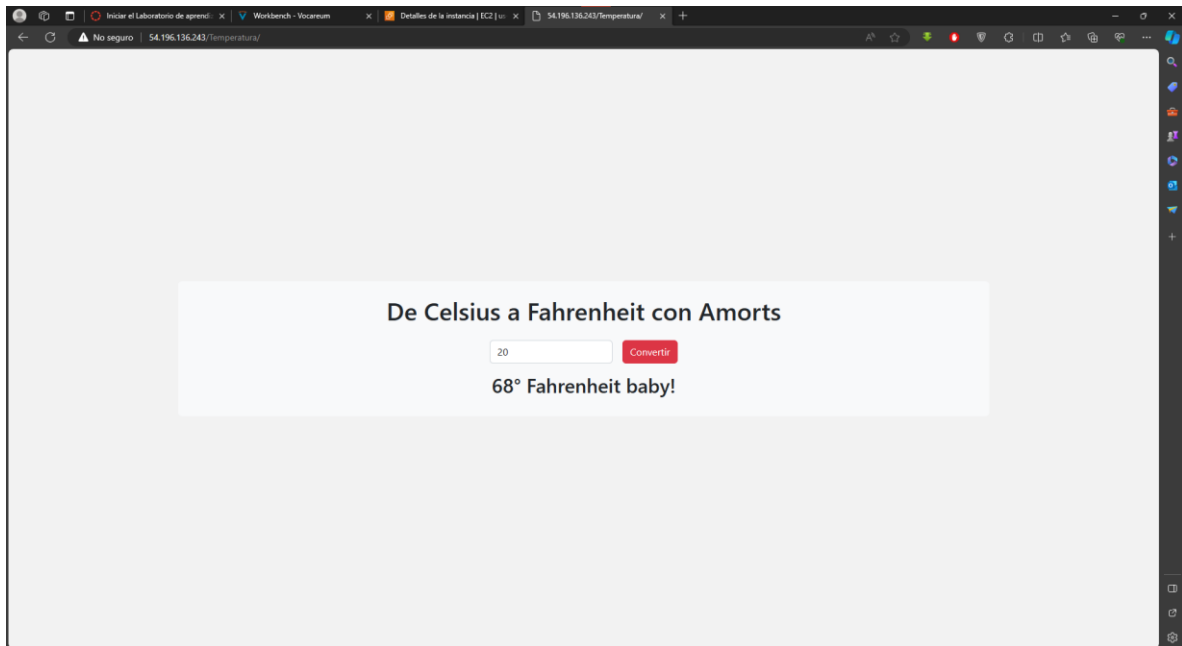 Iniciar el Laboratorio de aprendi
Workbench - Vocareum
Detalles de la instancia | EC2 | us
54.196.136.243/Temperatura/
No seguro
54.196.136.243/Temperatura/
De Celsius a Fahrenheit con Amorts
20
Convertir
68° Fahrenheit baby!